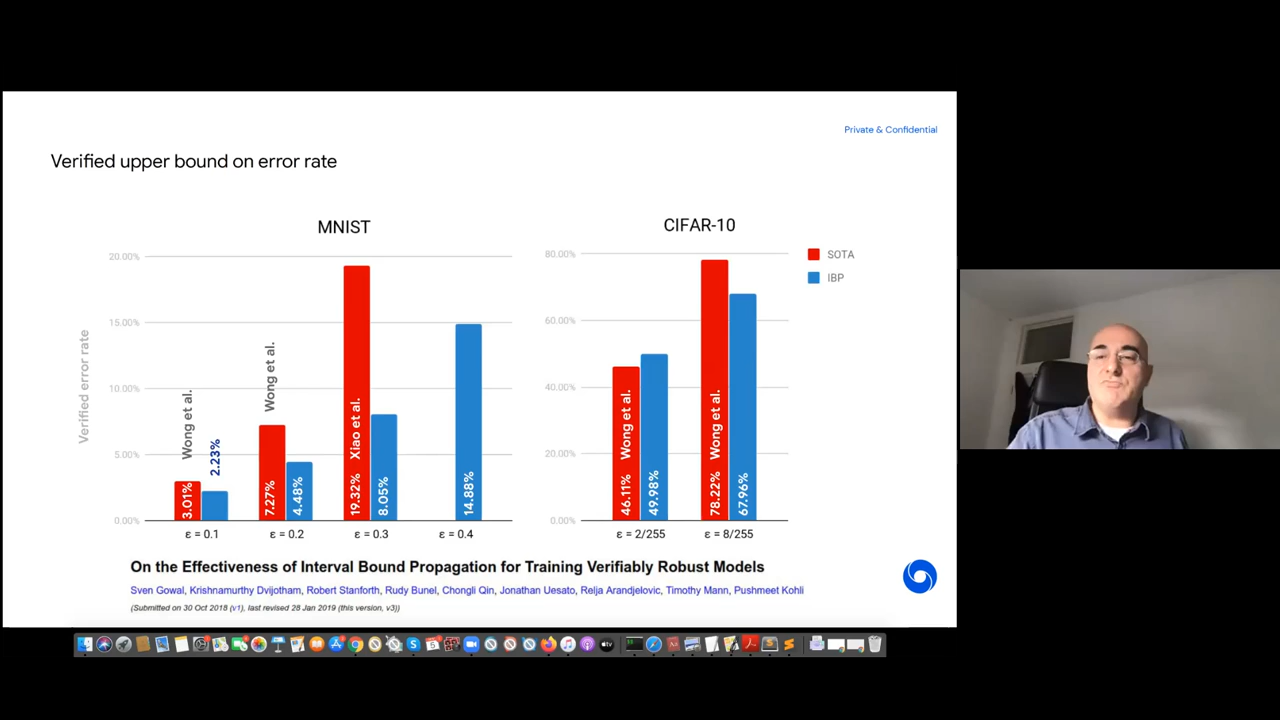 Private & Confidential
Verified upper bound on error rate
MNIST
CIFAR-10
SOTA
IBP
Verified error rate
20.00%
15.00%
10.00%
5.00%
0.00%
3.01% Wong et al.
2.23%
7.27% Wong et al.
4.48%
19.32% Xiao et al.
8.05%
14.88%
ε = 0.1
ε = 0.2
ε = 0.3
ε = 0.4
80.00%
60.00%
40.00%
20.00%
0.00%
46.11% Wong et al.
49.98%
78.22% Wong et al.
67.96%
ε = 2/255
ε = 8/255
On the Effectiveness of Interval Bound Propagation for Training Verifiably Robust Models
Sven Gowal, Krishnamurthy Dvijotham, Robert Stanforth, Rudy Bunel, Chongli Qin, Jonathan Uesato, Relja Arandjelovic, Timothy Mann, Pushmeet Kohli
(Submitted on 30 Oct 2018 (v1), last revised 28 Jan 2019 (this version, v3))